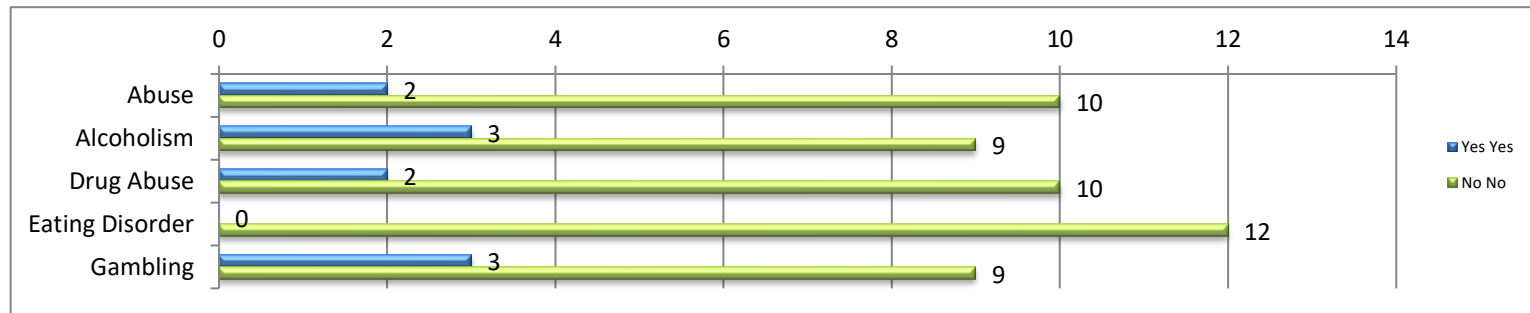 0 2 4 6 8 10 12 14
Abuse
2
10
Alcoholism
3
9
Drug Abuse
2
10
Eating Disorder
0
12
Gambling
3
9
Yes Yes
No No